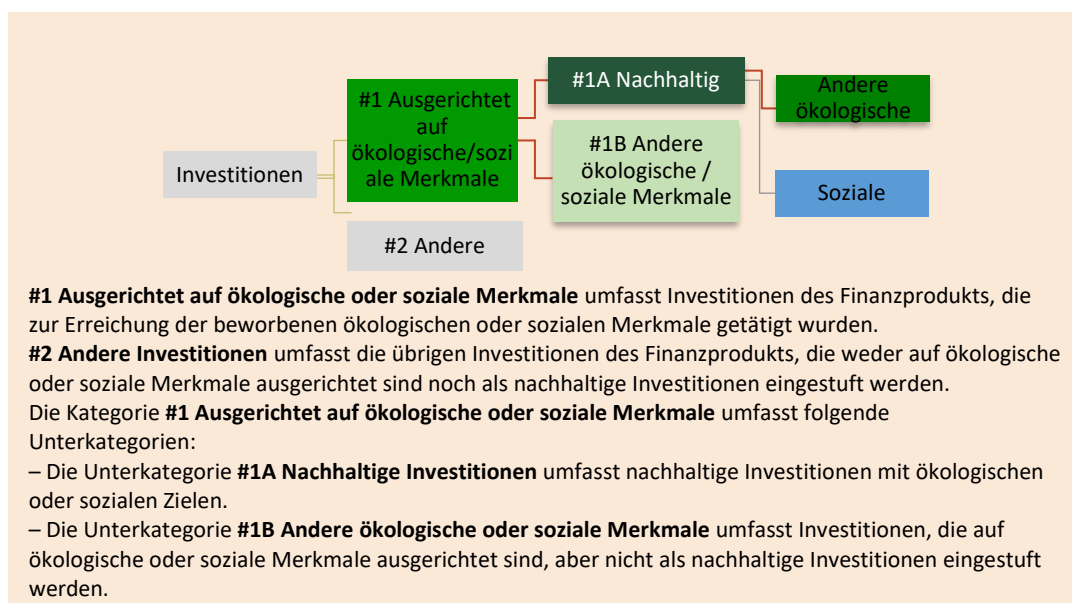 #1A Nachhaltig
Andere
ökologische
#1 Ausgerichtet
auf
ökologische/sozi
ale Merkmale
#1B Andere
ökologische /
soziale Merkmale
Investitionen
Soziale
#2 Andere
#1 Ausgerichtet auf ökologische oder soziale Merkmale umfasst Investitionen des Finanzprodukts, die
zur Erreichung der beworbenen ökologischen oder sozialen Merkmale getätigt wurden.
#2 Andere Investitionen umfasst die übrigen Investitionen des Finanzprodukts, die weder auf ökologische
oder soziale Merkmale ausgerichtet sind noch als nachhaltige Investitionen eingestuft werden.
Die Kategorie #1 Ausgerichtet auf ökologische oder soziale Merkmale umfasst folgende
Unterkategorien:
– Die Unterkategorie #1A Nachhaltige Investitionen umfasst nachhaltige Investitionen mit ökologischen
oder sozialen Zielen.
– Die Unterkategorie #1B Andere ökologische oder soziale Merkmale umfasst Investitionen, die auf
ökologische oder soziale Merkmale ausgerichtet sind, aber nicht als nachhaltige Investitionen eingestuft
werden.